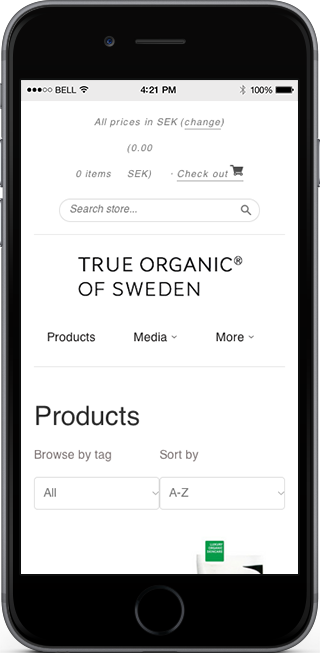 BELL 4:21 PM 100%
All prices in SEK (change)
(0.00
0 items SEK) · Check out
Search store...
TRUE ORGANIC®
OF SWEDEN
Products Media More
Products
Browse by tag Sort by
All A-Z
LUXURY
ORGANIC
SKINCARE